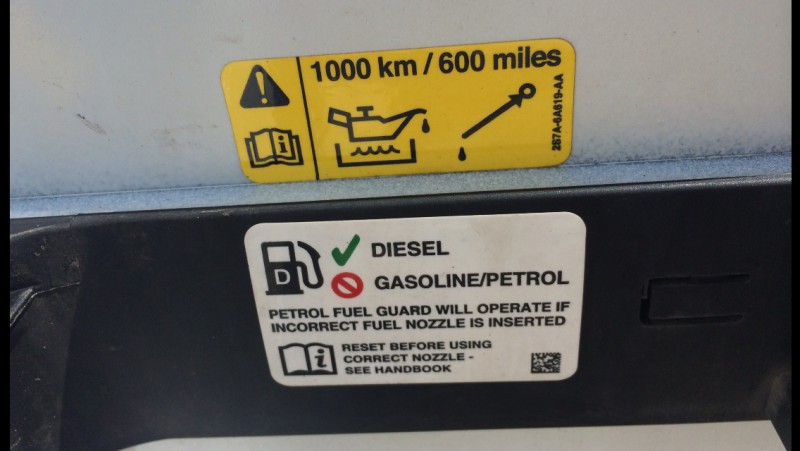 1000 km / 600 miles
2B7A-6A619-AA
D
DIESEL
GASOLINE/PETROL
PETROL FUEL GUARD WILL OPERATE IF
INCORRECT FUEL NOZZLE IS INSERTED
RESET BEFORE USING
CORRECT NOZZLE -
SEE HANDBOOK